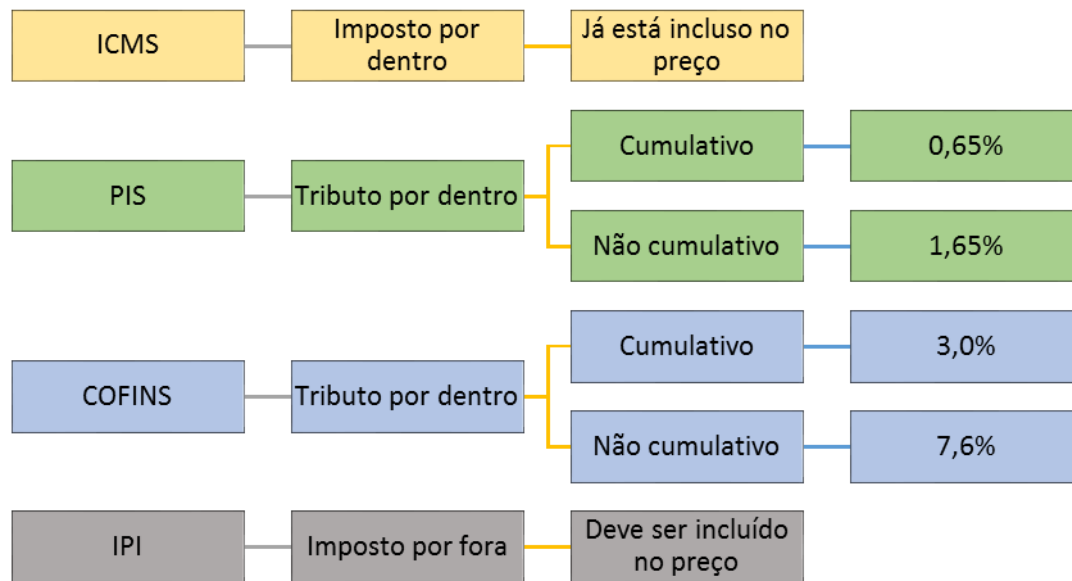 ICMS
Imposto por
dentro
Já está incluso no
preço
PIS
Tributo por dentro
Cumulativo
0,65%
Não cumulativo
1,65%
COFINS
Tributo por dentro
Cumulativo
3,0%
Não cumulativo
7,6%
IPI
Imposto por fora
Deve ser incluído
no preço